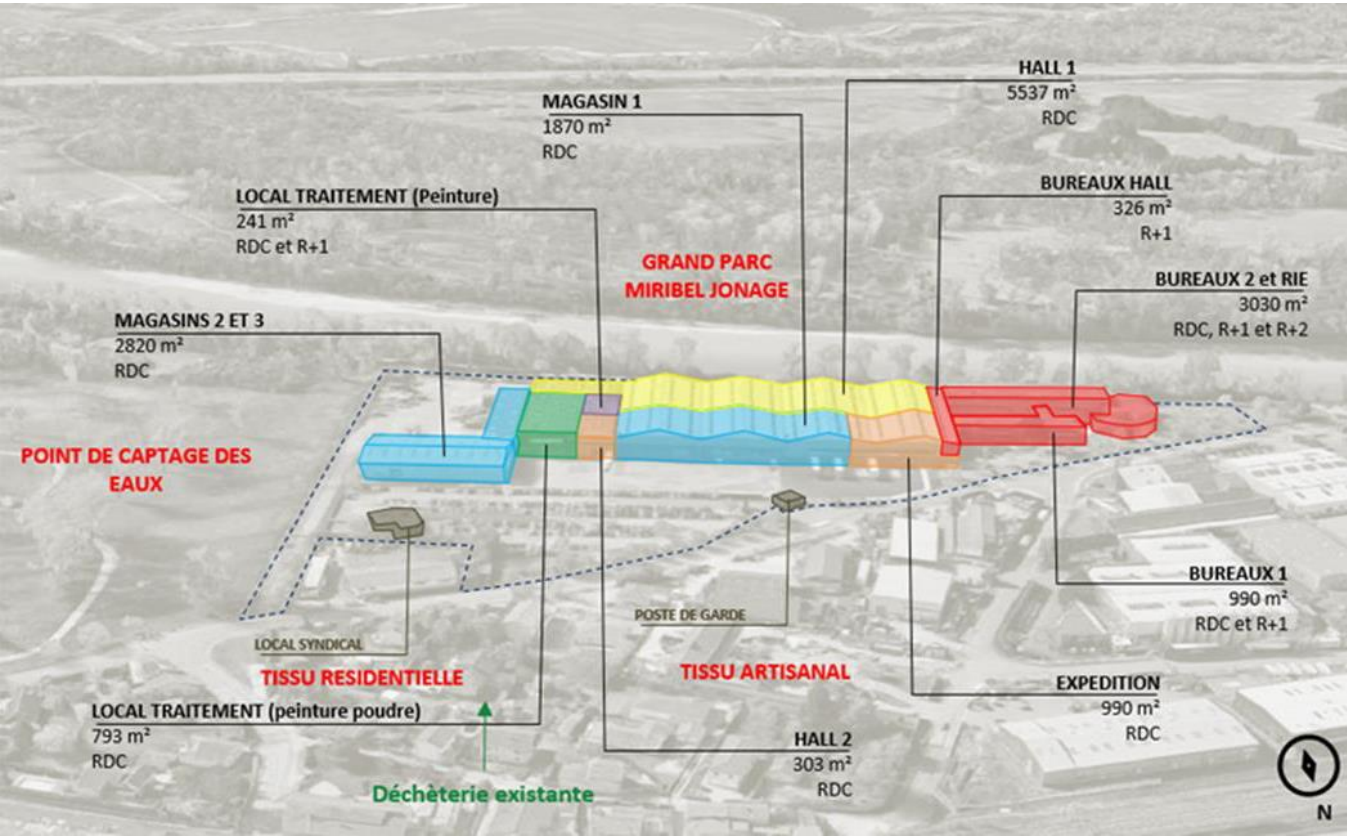 HALL 1
5537 m²
RDC
MAGASIN 1
1870 m²
RDC
BUREAUX HALL
326 m²
R+1
LOCAL TRAITEMENT (Peinture)
241 m²
RDC et R+1
GRAND PARC
MIRIBEL JONAGE
BUREAUX 2 et RIE
3030 m²
RDC, R+1 et R+2
MAGASINS 2 ET 3
2820 m²
RDC
POINT DE CAPTAGE DES
EAUX
BUREAUX 1
990 m²
RDC et R+1
POSTE DE GARDE
LOCAL SYNDICAL
TISSU RESIDENTIELLE
TISSU ARTISANAL
EXPEDITION
990 m²
RDC
LOCAL TRAITEMENT (peinture poudre)
793 m²
RDC
HALL 2
303 m²
RDC
Déchèterie existante
N